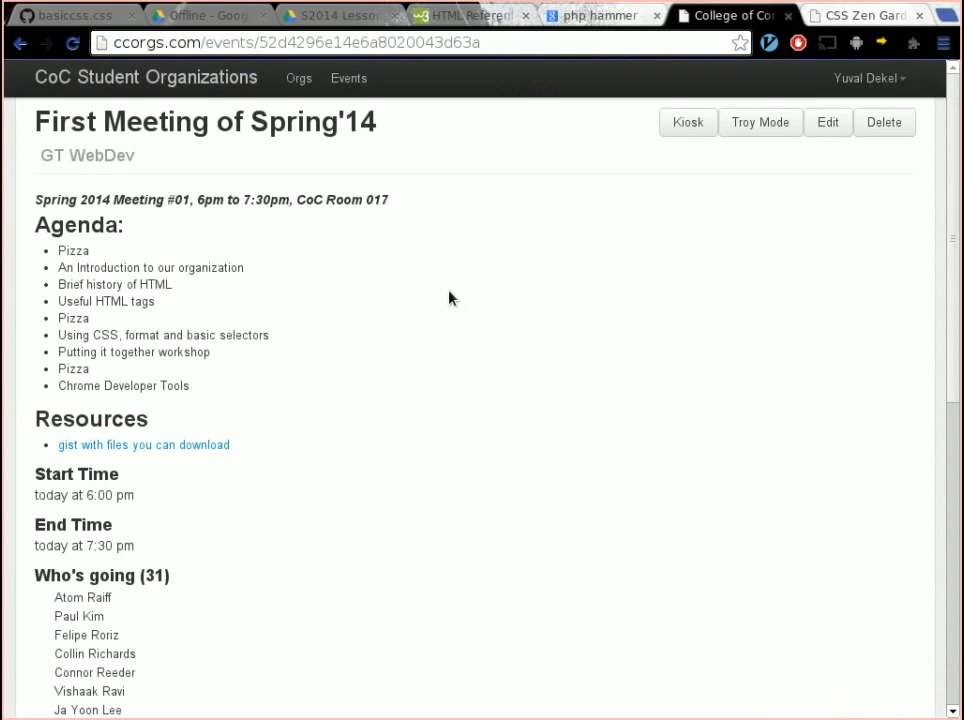 basiccss.css
Offline - Goog
S2014 Lesson
HTML Referen
php hammer
College of Cor
CSS Zen Gard
ccorgs.com/events/52d4296e14e6a8020043d63a
CoC Student Organizations
Orgs
Events
Yuval Dekel
First Meeting of Spring'14
Kiosk
Troy Mode
Edit
Delete
GT WebDev
Spring 2014 Meeting #01, 6pm to 7:30pm, CoC Room 017
Agenda:
Pizza
An Introduction to our organization
Brief history of HTML
Useful HTML tags
Pizza
Using CSS, format and basic selectors
Putting it together workshop
Pizza
Chrome Developer Tools
Resources
gist with files you can download
Start Time
today at 6:00 pm
End Time
today at 7:30 pm
Who's going (31)
Atom Raiff
Paul Kim
Felipe Roriz
Collin Richards
Connor Reeder
Vishaak Ravi
Ja Yoon Lee